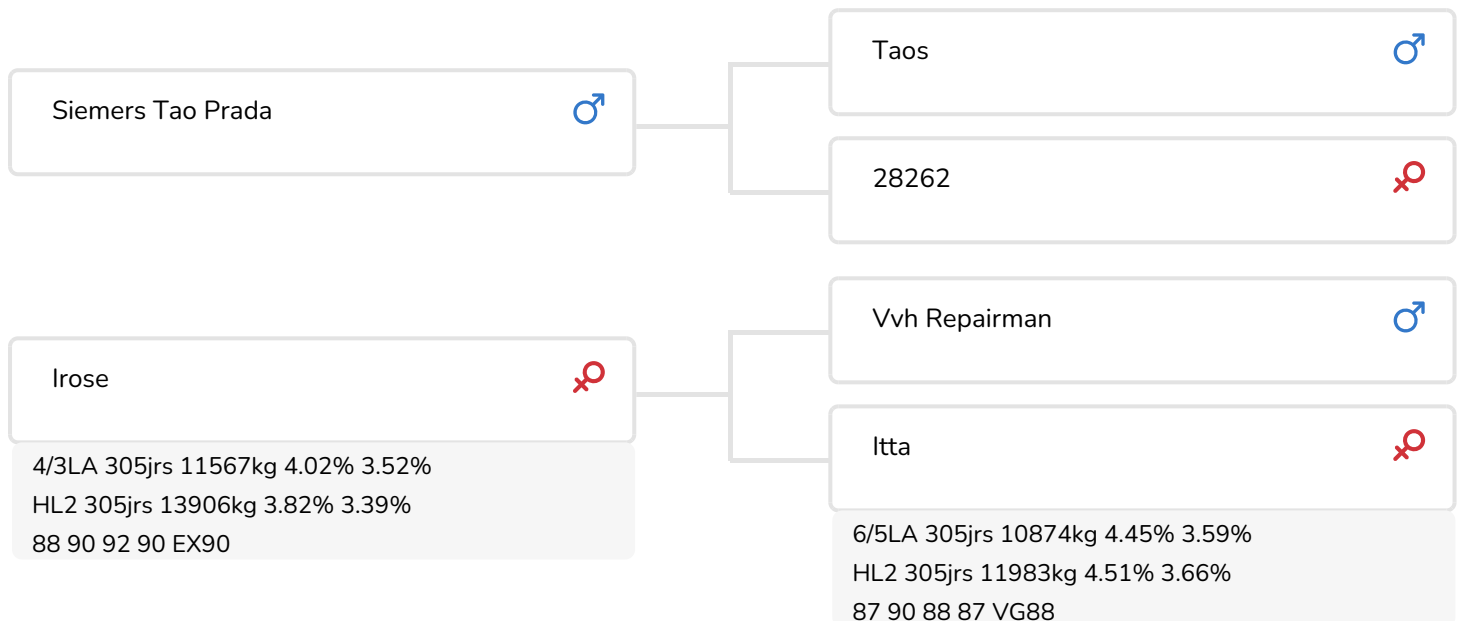 Siemers Tao Prada
Taos
28262
Irose
4/3LA 305jrs 11567kg 4.02% 3.52%
HL2 305jrs 13906kg 3.82% 3.39%
88 90 92 90 EX90
Vvh Repairman
Itta
6/5LA 305jrs 10874kg 4.45% 3.59%
HL2 305jrs 11983kg 4.51% 3.66%
87 90 88 87 VG88